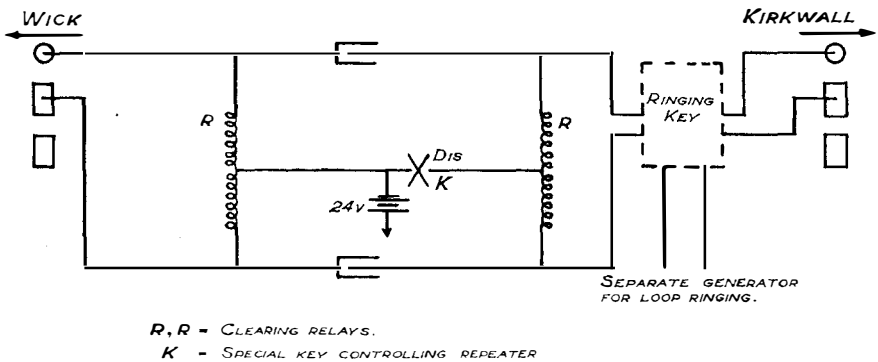 WICK
KIRKWALL
R
R
RINGING
KEY
DIS
K
24V
SEPARATE GENERATOR
FOR LOOP RINGING.
R, R = CLEARING RELAYS.
K - SPECIAL KEY CONTROLLING REPEATER